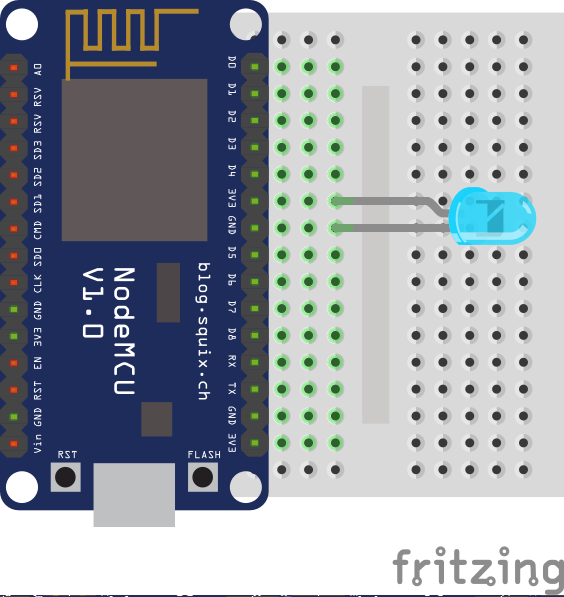 A0
RSV
RSV
SD3
SD2
SD1
CMD
SD0
CLK
GND
3V3
EN
RST
GND
Vin
D0
D1
D2
D3
D4
3V3
GND
D5
D6
D7
D8
RX
TX
GND
3V3
NodeMCU
V1.0
blog.squix.ch
RST
FLASH
fritzing